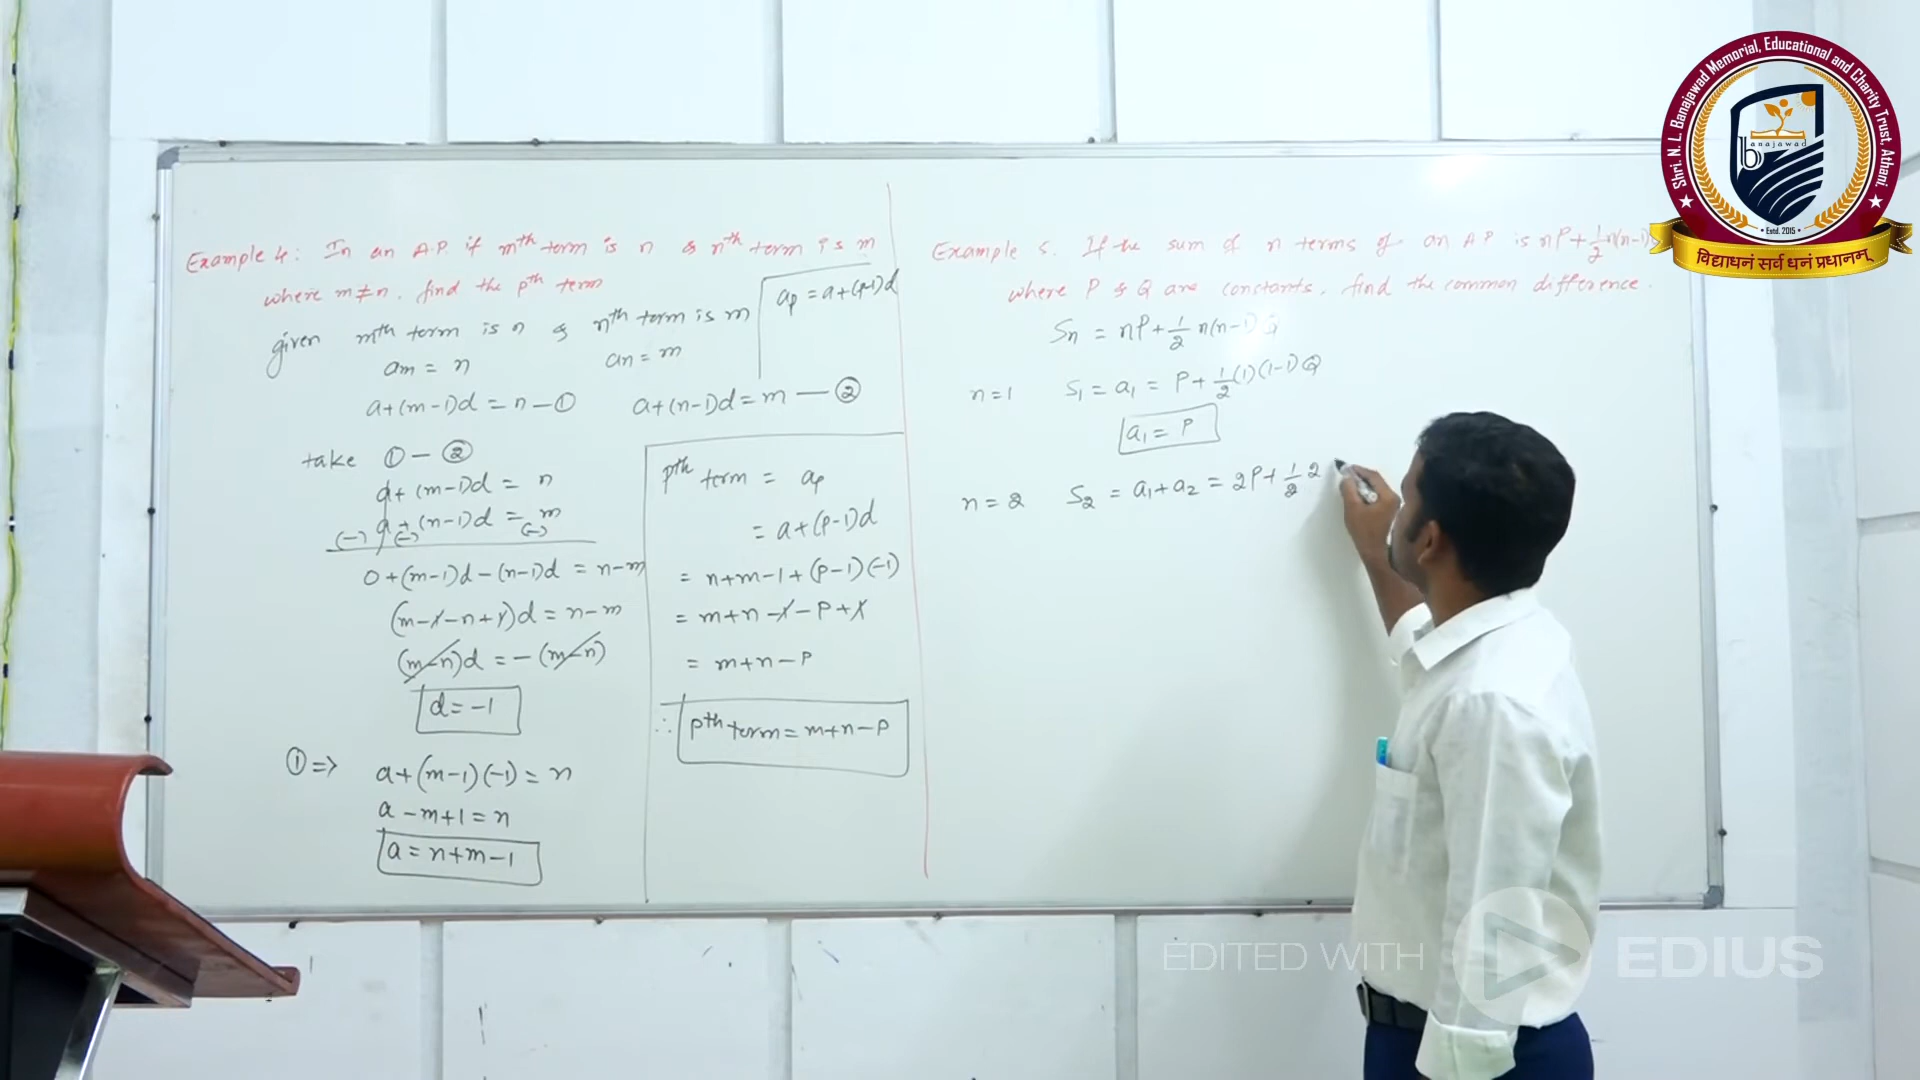 Example 4: In an A.P if mth term is n & nth term is m
where m≠n. find the pth term
given mth term is n & nth term is m
am = n
an = m
ap = a+(p-1)d
a+(m-1)d = n — ①
a+(n-1)d = m — ②
take ① - ②
a+(m-1)d = n
(-) a+(n-1)d = m
(-) (-)
0+(m-1)d-(n-1)d = n-m
(m-1-n+1)d = n-m
(m-n)d = -(m-n)
d = -1
① => a+(m-1)(-1) = n
a-m+1 = n
a = n+m-1
pth term = ap
= a+(p-1)d
= n+m-1+(p-1)(-1)
= m+n-1-p+1
= m+n-p
∴ pth term = m+n-p
Example 5. If the sum of n terms of an A.P is nP+1/2n(n-1)
where P & Q are constants, find the common difference.
Sn = nP+1/2 n(n-1)
n=1 S1 = a1 = P+1/2(1)(1-1)Q
a1 = P
n=2 S2 = a1+a2 = 2P+1/2 2
Shri. N. L. Banajawad Memorial, Educational and Charity Trust, Athani.
b anajawad
Estd. 2015
विद्याधनं सर्व धनं प्रधानम्
EDITED WITH EDIUS